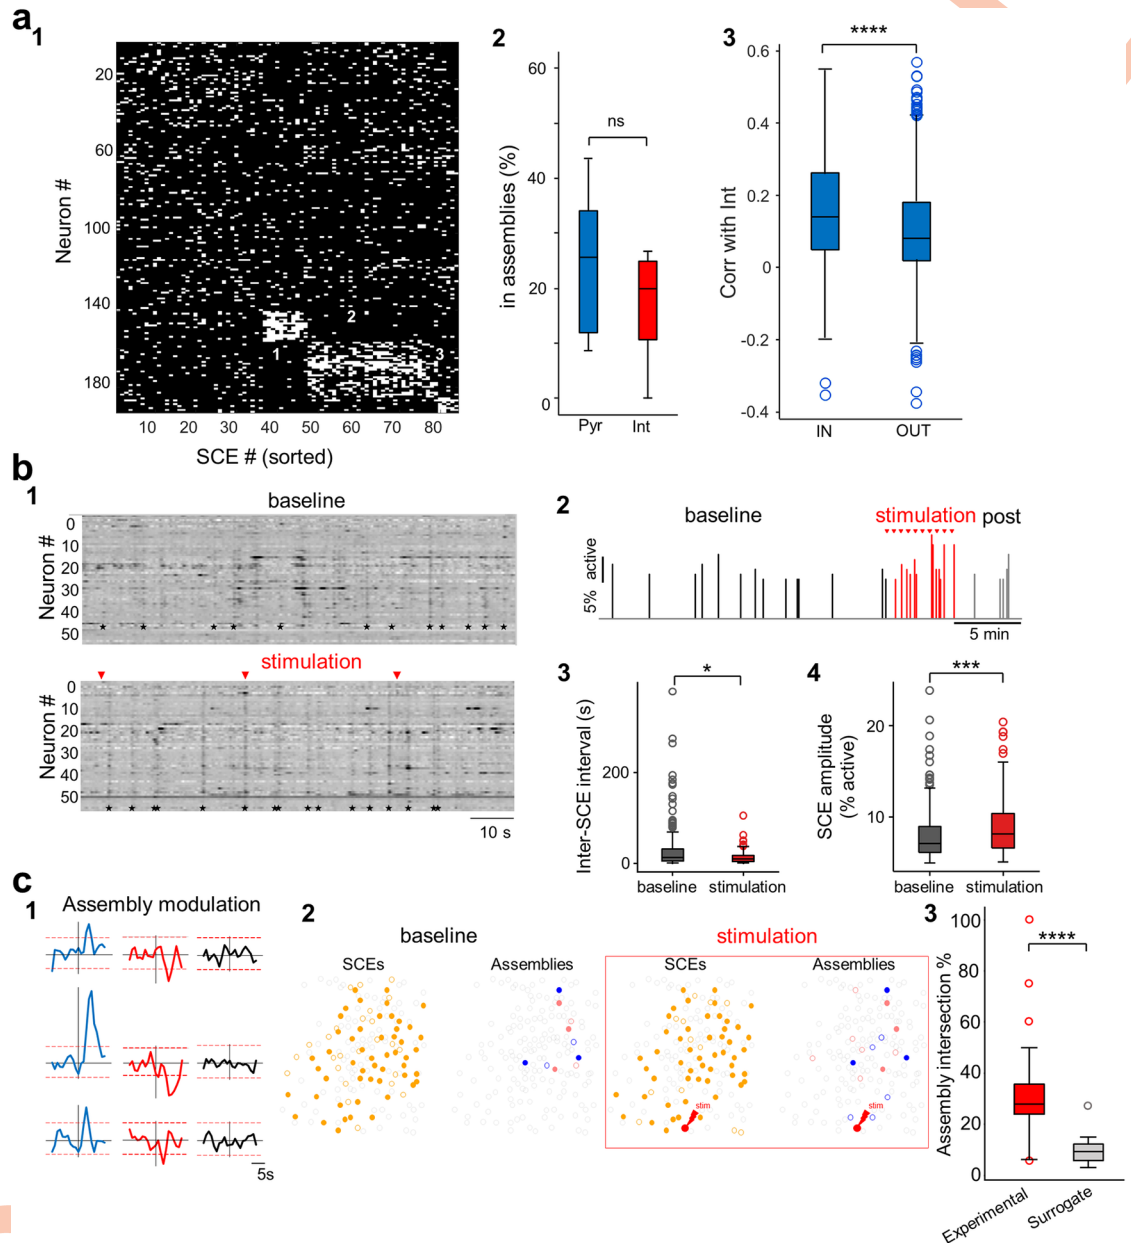 a
1
Neuron #
20
60
100
140
180
1
2
3
10 20 30 40 50 60 70 80
SCE # (sorted)
2
in assemblies (%)
60
40
20
0
ns
Pyr Int
3
Corr with Int
0.6
0.4
0.2
0
-0.2
-0.4
****
IN OUT
b
1
baseline
Neuron #
0
10
20
30
40
50
stimulation
Neuron #
0
10
20
30
40
50
10 s
2
baseline stimulation post
5% active
5 min
3
Inter-SCE interval (s)
200
0
*
baseline stimulation
4
SCE amplitude
(% active)
20
10
***
baseline stimulation
c
1
Assembly modulation
5s
2
baseline stimulation
SCEs Assemblies SCEs Assemblies
stim stim
3
Assembly intersection %
100
80
60
40
20
0
****
Experimental
Surrogate